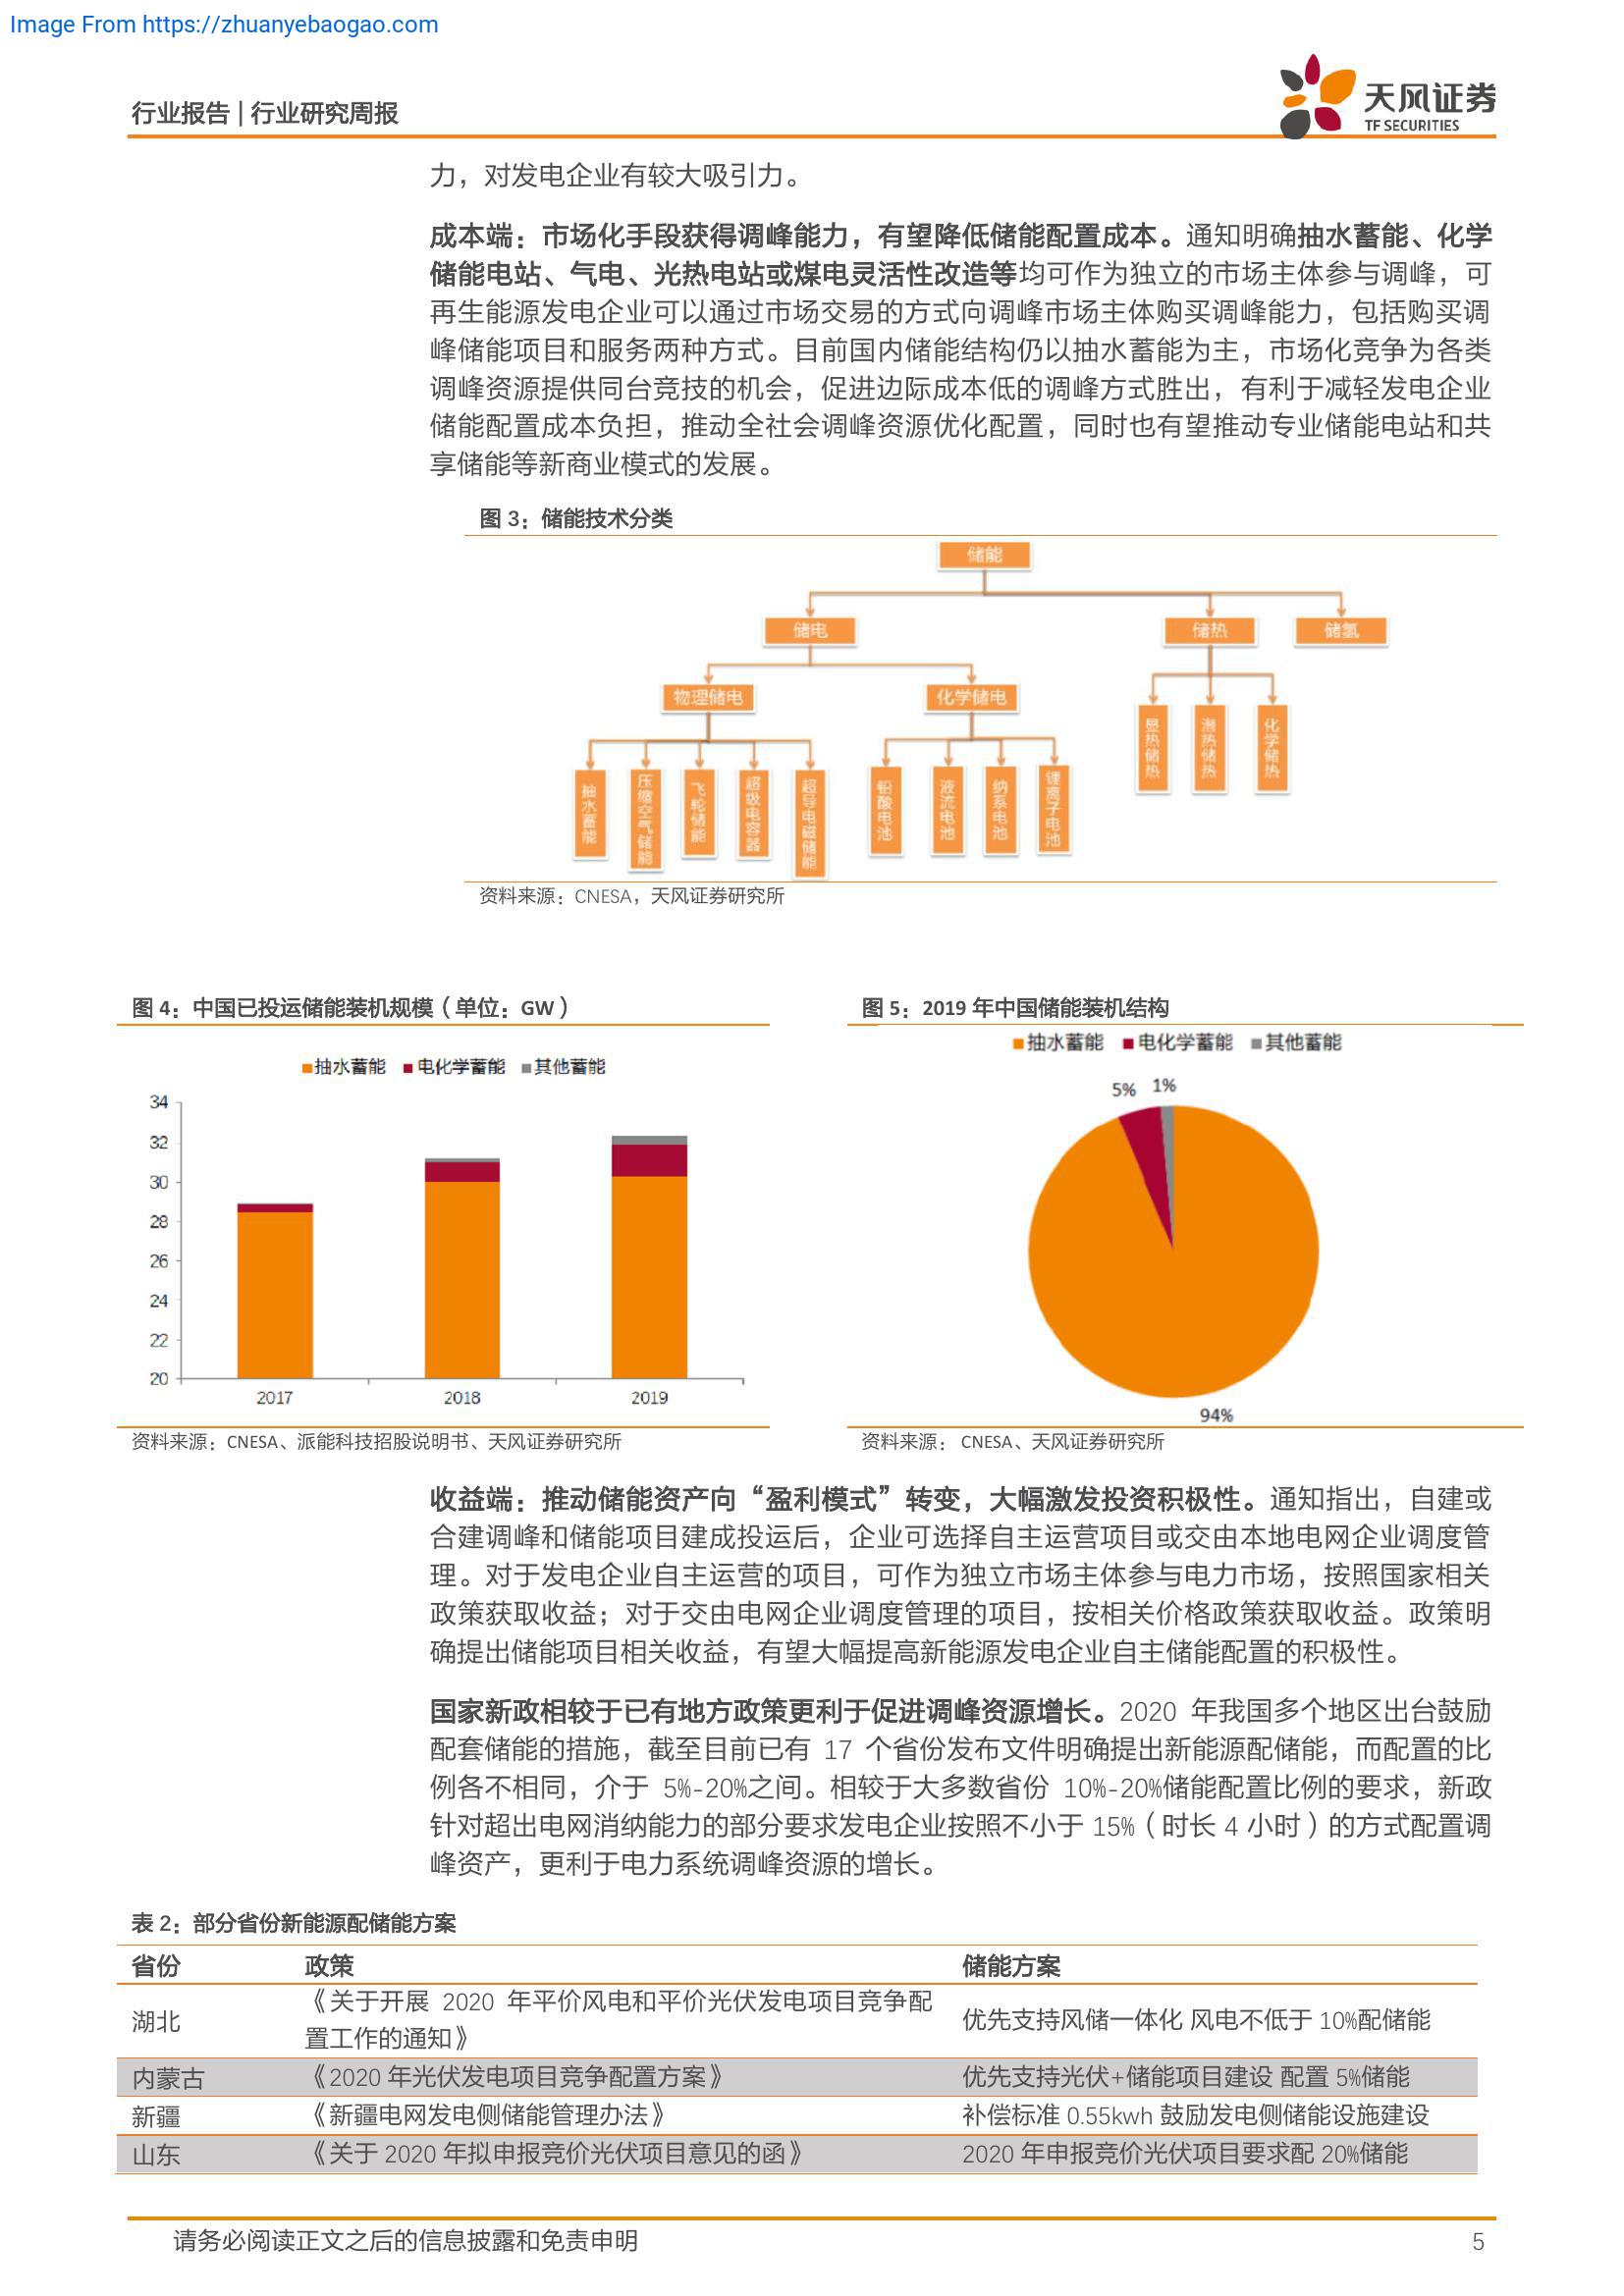 Image From https://zhuanyebaogao.com
行业报告 | 行业研究周报
天风证券
TF SECURITIES
力，对发电企业有较大吸引力。
成本端：市场化手段获得调峰能力，有望降低储能配置成本。通知明确抽水蓄能、化学
储能电站、气电、光热电站或煤电灵活性改造等均可作为独立的市场主体参与调峰，可
再生能源发电企业可以通过市场交易的方式向调峰市场主体购买调峰能力，包括购买调
峰储能项目和服务两种方式。目前国内储能结构仍以抽水蓄能为主，市场化竞争为各类
调峰资源提供同台竞技的机会，促进边际成本低的调峰方式胜出，有利于减轻发电企业
储能配置成本负担，推动全社会调峰资源优化配置，同时也有望推动专业储能电站和共
享储能等新商业模式的发展。
图 3：储能技术分类
储能
储电
储热
储氢
物理储电
化学储电
抽水蓄能
压缩空气储能
飞轮储能
超级电容器
超导电磁储能
铅酸电池
液流电池
纳系电池
锂离子电池
显热储热
潜热储热
化学储热
资料来源：CNESA，天风证券研究所
图 4：中国已投运储能装机规模（单位：GW）
抽水蓄能 电化学蓄能 其他蓄能
34
32
30
28
26
24
22
20
2017 2018 2019
资料来源：CNESA、派能科技招股说明书、天风证券研究所
图 5：2019 年中国储能装机结构
抽水蓄能 电化学蓄能 其他蓄能
5% 1%
94%
资料来源： CNESA、天风证券研究所
收益端：推动储能资产向“盈利模式”转变，大幅激发投资积极性。通知指出，自建或
合建调峰和储能项目建成投运后，企业可选择自主运营项目或交由本地电网企业调度管
理。对于发电企业自主运营的项目，可作为独立市场主体参与电力市场，按照国家相关
政策获取收益；对于交由电网企业调度管理的项目，按相关价格政策获取收益。政策明
确提出储能项目相关收益，有望大幅提高新能源发电企业自主储能配置的积极性。
国家新政相较于已有地方政策更利于促进调峰资源增长。2020 年我国多个地区出台鼓励
配套储能的措施，截至目前已有 17 个省份发布文件明确提出新能源配储能，而配置的比
例各不相同，介于 5%-20%之间。相较于大多数省份 10%-20%储能配置比例的要求，新政
针对超出电网消纳能力的部分要求发电企业按照不小于 15%（时长 4 小时）的方式配置调
峰资产，更利于电力系统调峰资源的增长。
表 2：部分省份新能源配储能方案
省份 政策 储能方案
湖北 《关于开展 2020 年平价风电和平价光伏发电项目竞争配置工作的通知》 优先支持风储一体化 风电不低于 10%配储能
内蒙古 《2020 年光伏发电项目竞争配置方案》 优先支持光伏+储能项目建设 配置 5%储能
新疆 《新疆电网发电侧储能管理办法》 补偿标准 0.55kwh 鼓励发电侧储能设施建设
山东 《关于 2020 年拟申报竞价光伏项目意见的函》 2020 年申报竞价光伏项目要求配 20%储能
请务必阅读正文之后的信息披露和免责申明
5